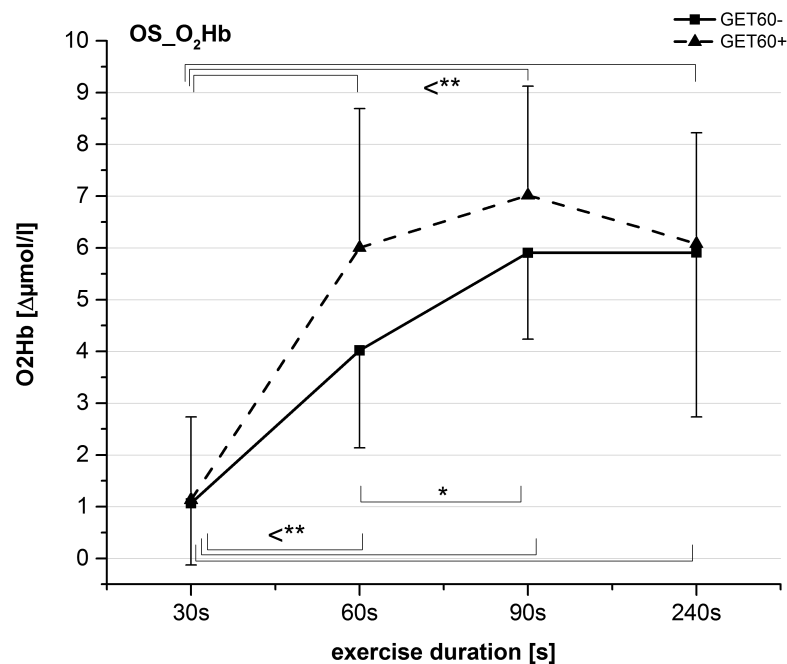 OS_O₂Hb
GET60-
GET60+
10
9
8
7
6
5
4
3
2
1
0
<**
*
<**
O2Hb [Δµmol/l]
30s 60s 90s 240s
exercise duration [s]